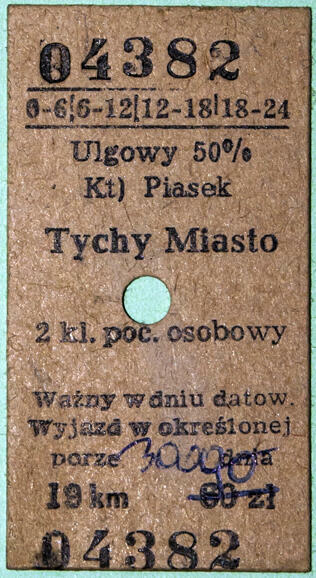 04382
0-6|6-12|12-18|18-24
Ulgowy 50%
Kt) Piasek
Tychy Miasto
2 kl. poc. osobowy
Ważny w dniu datow.
Wyjazd w określonej
porze dnia
19 km 60 zł
04382